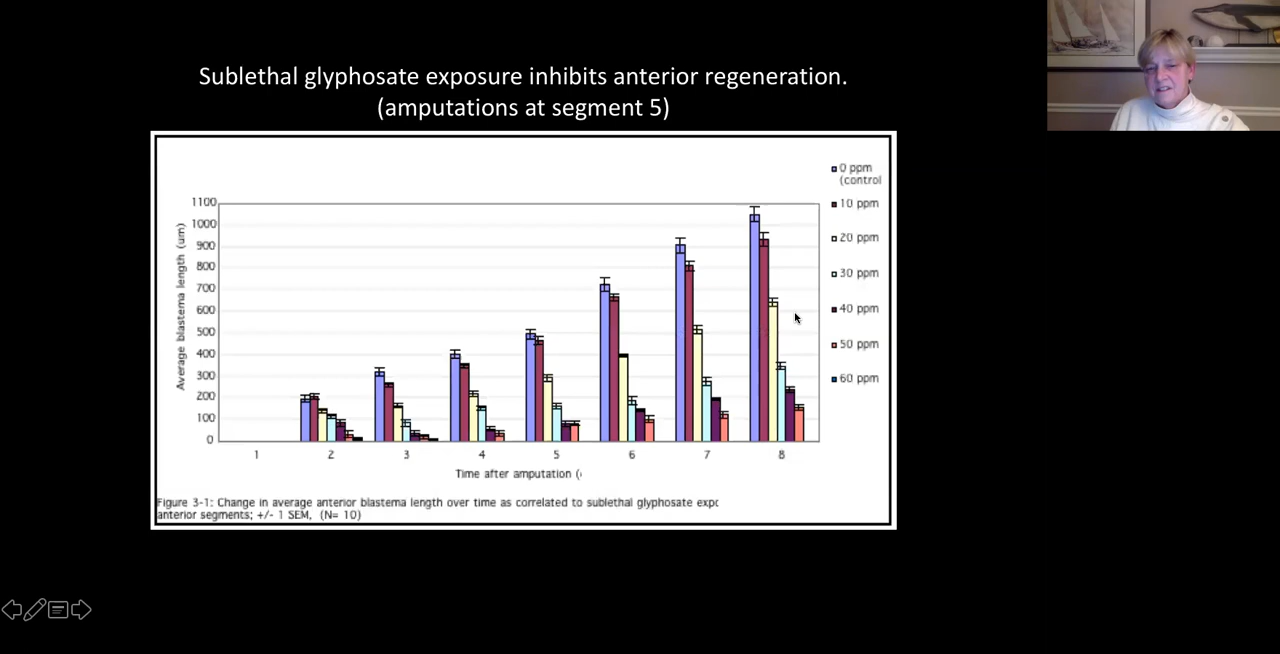 Sublethal glyphosate exposure inhibits anterior regeneration.
(amputations at segment 5)
0 ppm
(control
10 ppm
20 ppm
30 ppm
40 ppm
50 ppm
60 ppm
1100
1000
900
800
700
600
500
400
300
200
100
0
Average blastema length (um)
1 2 3 4 5 6 7 8
Time after amputation (
Figure 3-1: Change in average anterior blastema length over time as correlated to sublethal glyphosate expo
anterior segments; +/- 1 SEM, (N= 10)